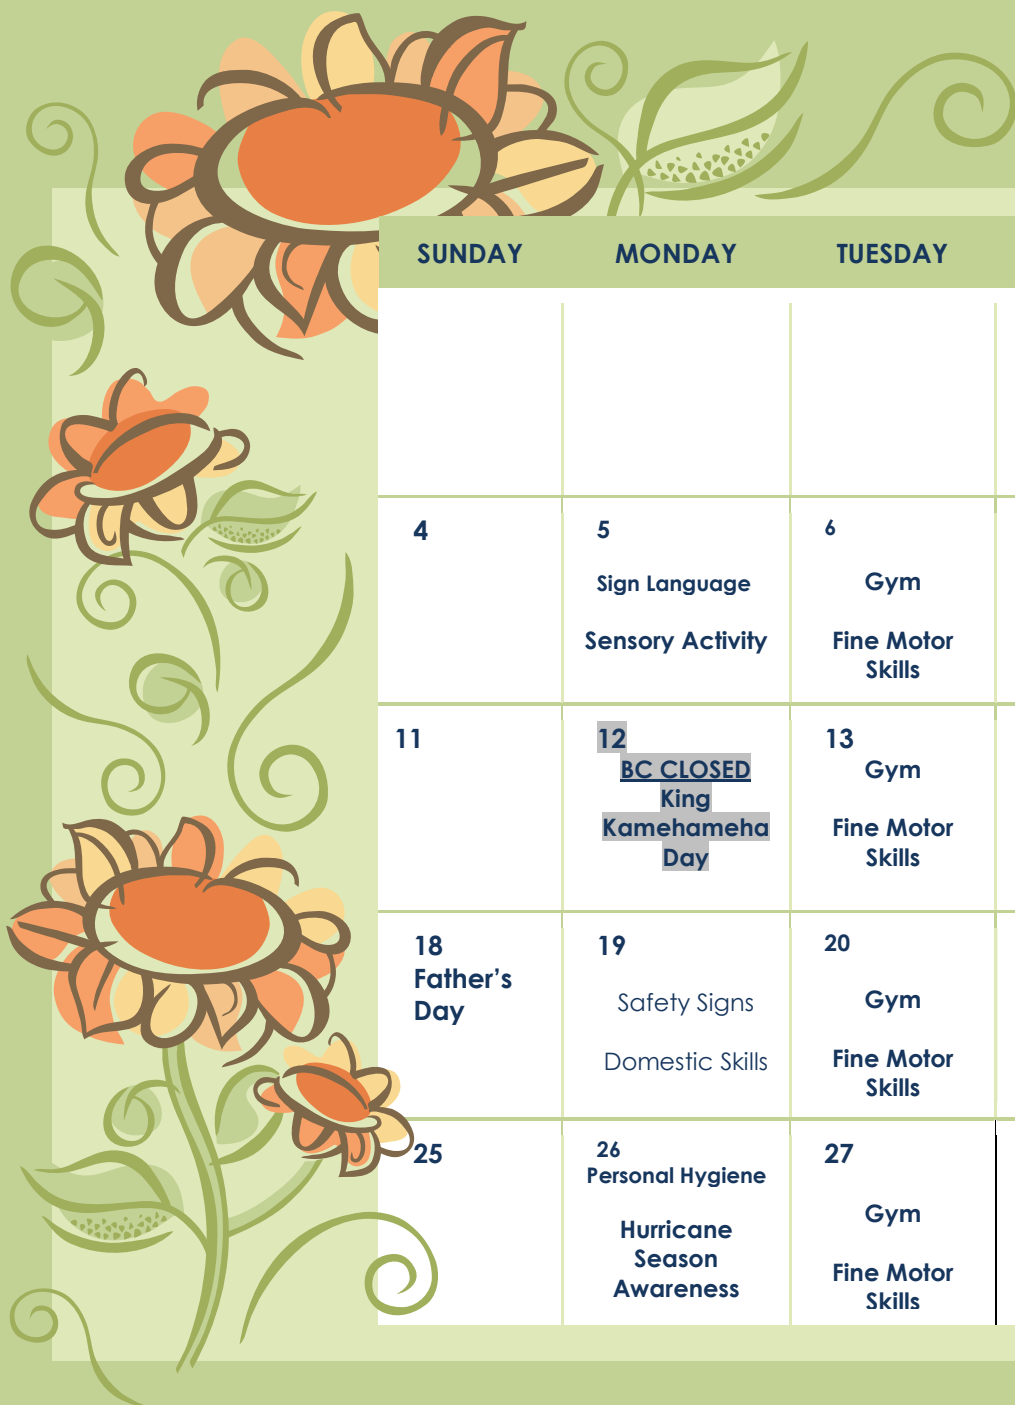 SUNDAY MONDAY TUESDAY
4
5
Sign Language
Sensory Activity
6
Gym
Fine Motor
Skills
11
12
BC CLOSED
King
Kamehameha
Day
13
Gym
Fine Motor
Skills
18
Father’s
Day
19
Safety Signs
Domestic Skills
20
Gym
Fine Motor
Skills
25
26
Personal Hygiene
Hurricane
Season
Awareness
27
Gym
Fine Motor
Skills